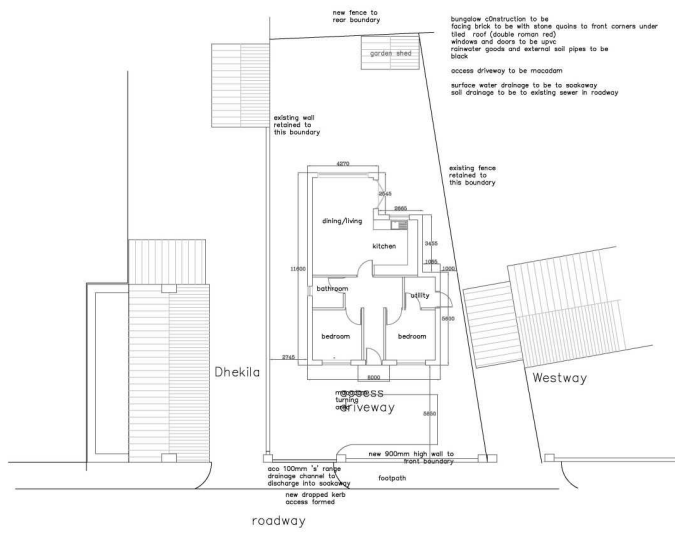 new fence to
rear boundary
bungalow c0nstruction to be
facing brick to be with stone quoins to front corners under
tiled roof (double roman red)
windows and doors to be upvc
rainwater goods and external soil pipes to be
black
access driveway to be macadam
surface water drainage to be to soakaway
soil drainage to be to existing sewer in roadway
garden shed
existing wall
retained to
this boundary
existing fence
retained to
this boundary
4270
2545
2665
dining/living
kitchen
3455
1055
1000
11600
bathroom
utility
5655
bedroom
bedroom
2745
5000
Dhekila
Westway
access
driveway
turning
5650
new 900mm high wall to
front boundary
aco 100mm 's' range
drainage channel to
discharge into soakaway
footpath
new dropped kerb
access formed
roadway